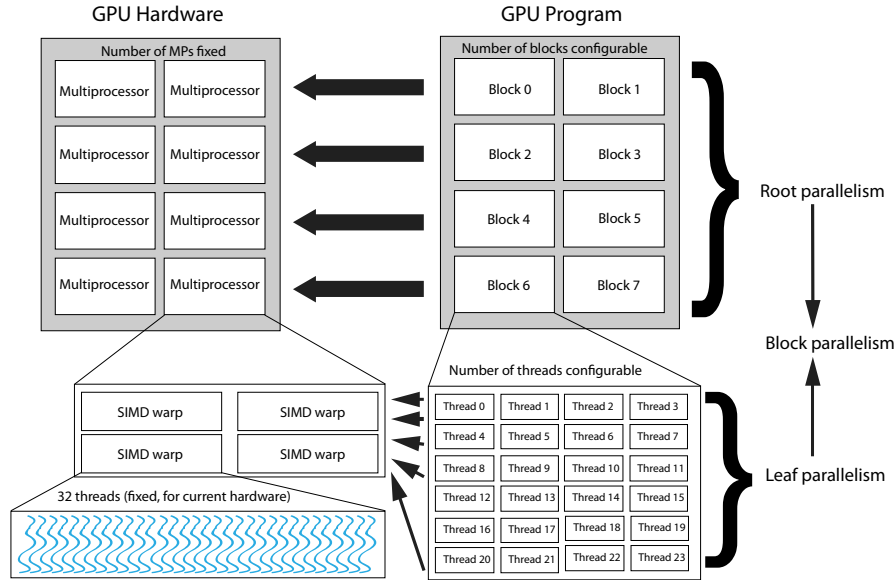 GPU Hardware
GPU Program
Number of MPs fixed
Number of blocks configurable
Multiprocessor
Multiprocessor
Multiprocessor
Multiprocessor
Multiprocessor
Multiprocessor
Multiprocessor
Multiprocessor
Block 0
Block 1
Block 2
Block 3
Block 4
Block 5
Block 6
Block 7
Root parallelism
Block parallelism
Leaf parallelism
SIMD warp
SIMD warp
SIMD warp
SIMD warp
32 threads (fixed, for current hardware)
Number of threads configurable
Thread 0
Thread 1
Thread 2
Thread 3
Thread 4
Thread 5
Thread 6
Thread 7
Thread 8
Thread 9
Thread 10
Thread 11
Thread 12
Thread 13
Thread 14
Thread 15
Thread 16
Thread 17
Thread 18
Thread 19
Thread 20
Thread 21
Thread 22
Thread 23